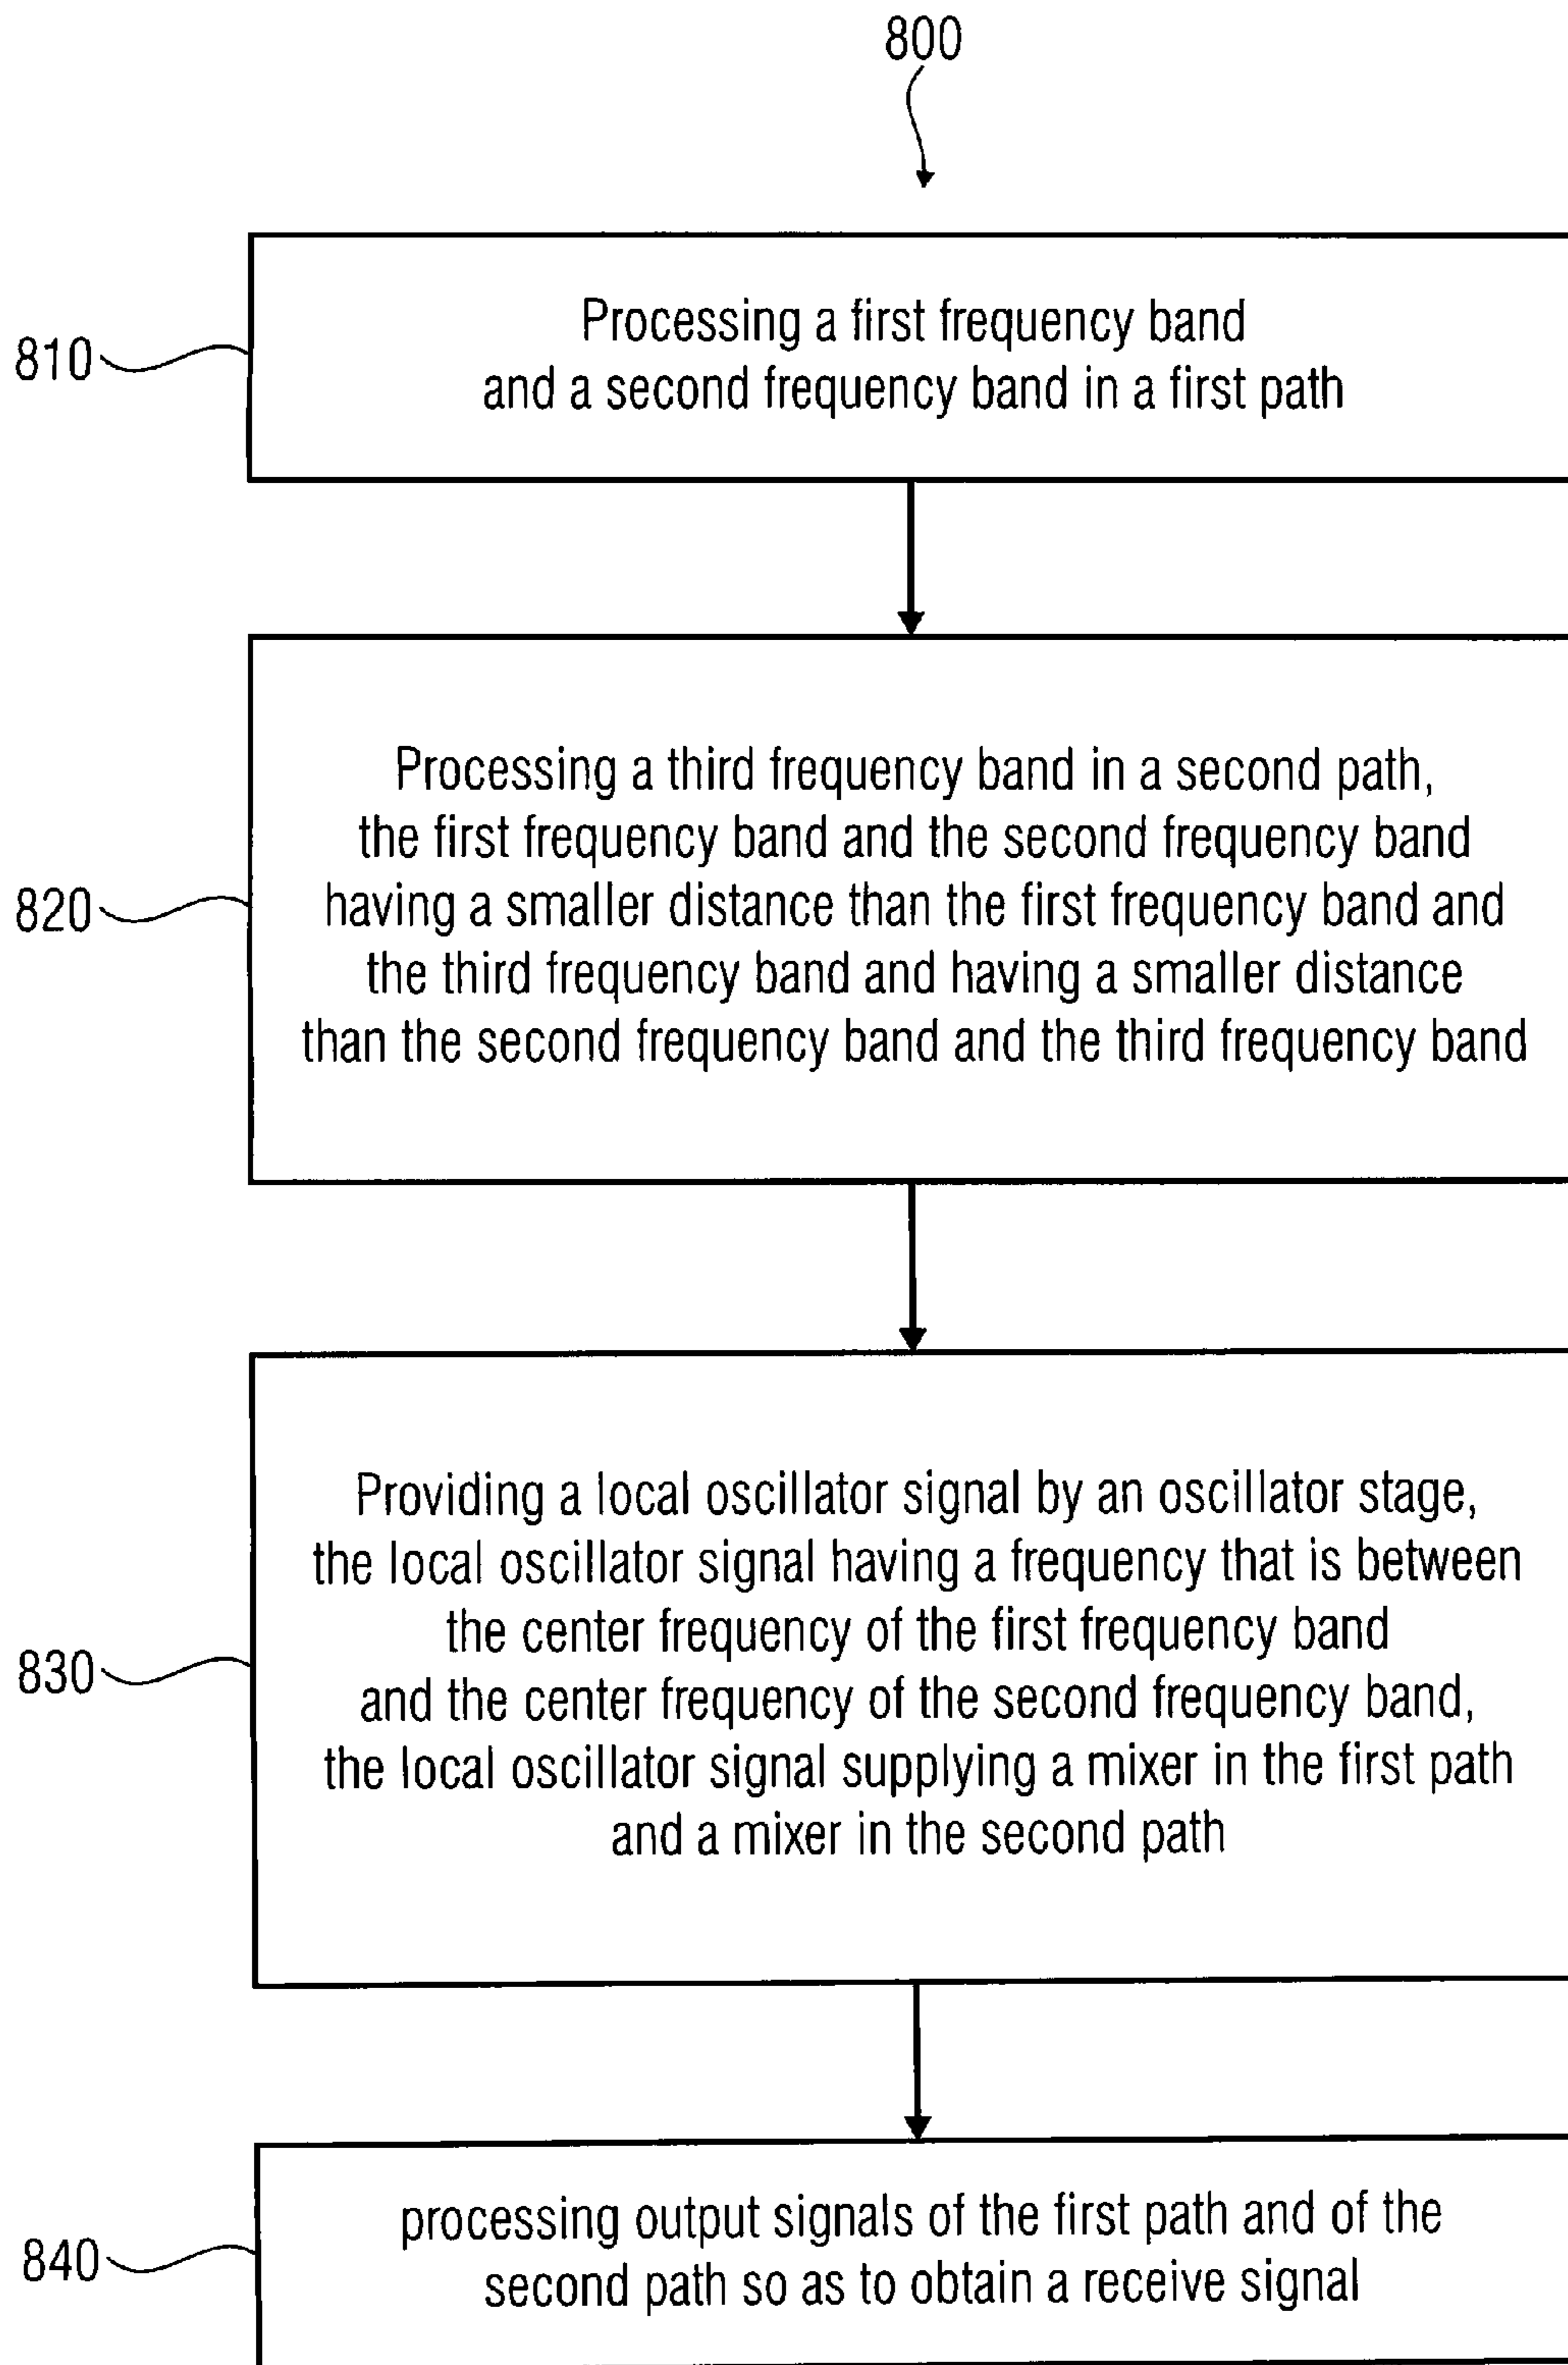 800
810
Processing a first frequency band
and a second frequency band in a first path
820
Processing a third frequency band in a second path,
the first frequency band and the second frequency band
having a smaller distance than the first frequency band and
the third frequency band and having a smaller distance
than the second frequency band and the third frequency band
830
Providing a local oscillator signal by an oscillator stage,
the local oscillator signal having a frequency that is between
the center frequency of the first frequency band
and the center frequency of the second frequency band,
the local oscillator signal supplying a mixer in the first path
and a mixer in the second path
840
processing output signals of the first path and of the
second path so as to obtain a receive signal